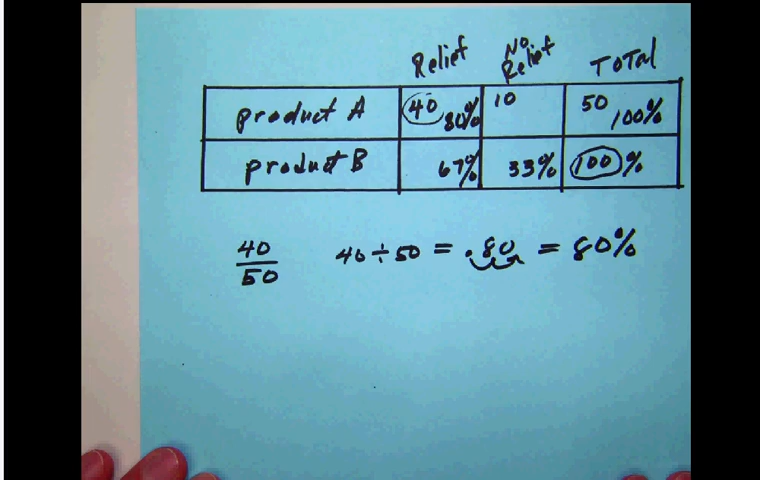 Relief No Relief Total
product A 40 80% 10 50 100%
product B 67% 33% 100%
40/50 40÷50 = .80 = 80%